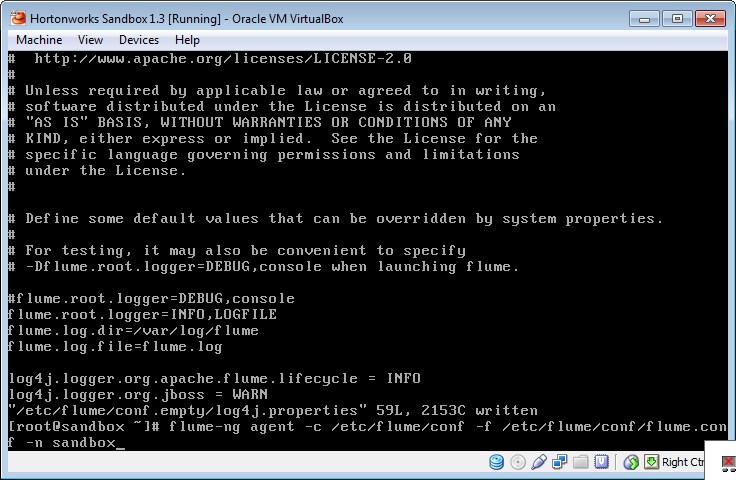 Hortonworks Sandbox 1.3 [Running] - Oracle VM VirtualBox
Machine View Devices Help
#  http://www.apache.org/licenses/LICENSE-2.0
#
# Unless required by applicable law or agreed to in writing,
# software distributed under the License is distributed on an
# "AS IS" BASIS, WITHOUT WARRANTIES OR CONDITIONS OF ANY
# KIND, either express or implied.  See the License for the
# specific language governing permissions and limitations
# under the License.
#
# Define some default values that can be overridden by system properties.
#
# For testing, it may also be convenient to specify
# -Dflume.root.logger=DEBUG,console when launching flume.
#flume.root.logger=DEBUG,console
flume.root.logger=INFO,LOGFILE
flume.log.dir=/var/log/flume
flume.log.file=flume.log
log4j.logger.org.apache.flume.lifecycle = INFO
log4j.logger.org.jboss = WARN
"/etc/flume/conf.empty/log4j.properties" 59L, 2153C written
[root@sandbox ~]# flume-ng agent -c /etc/flume/conf -f /etc/flume/conf/flume.con
f -n sandbox_
Right Ctr